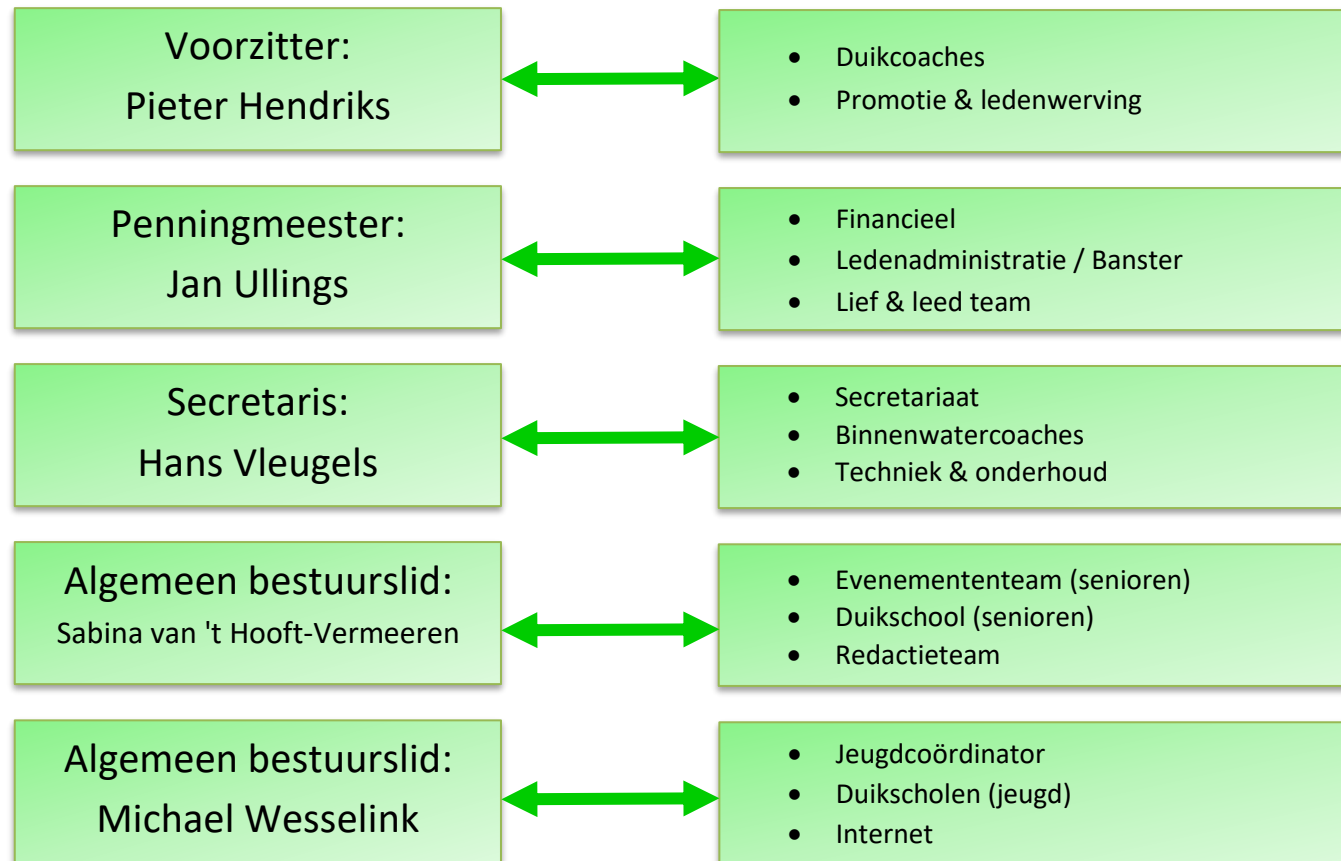 Voorzitter:
Pieter Hendriks
• Duikcoaches
• Promotie & ledenwerving
Penningmeester:
Jan Ullings
• Financieel
• Ledenadministratie / Banster
• Lief & leed team
Secretaris:
Hans Vleugels
• Secretariaat
• Binnenwatercoaches
• Techniek & onderhoud
Algemeen bestuurslid:
Sabina van 't Hooft-Vermeeren
• Evenemententeam (senioren)
• Duikschool (senioren)
• Redactieteam
Algemeen bestuurslid:
Michael Wesselink
• Jeugdcoördinator
• Duikscholen (jeugd)
• Internet